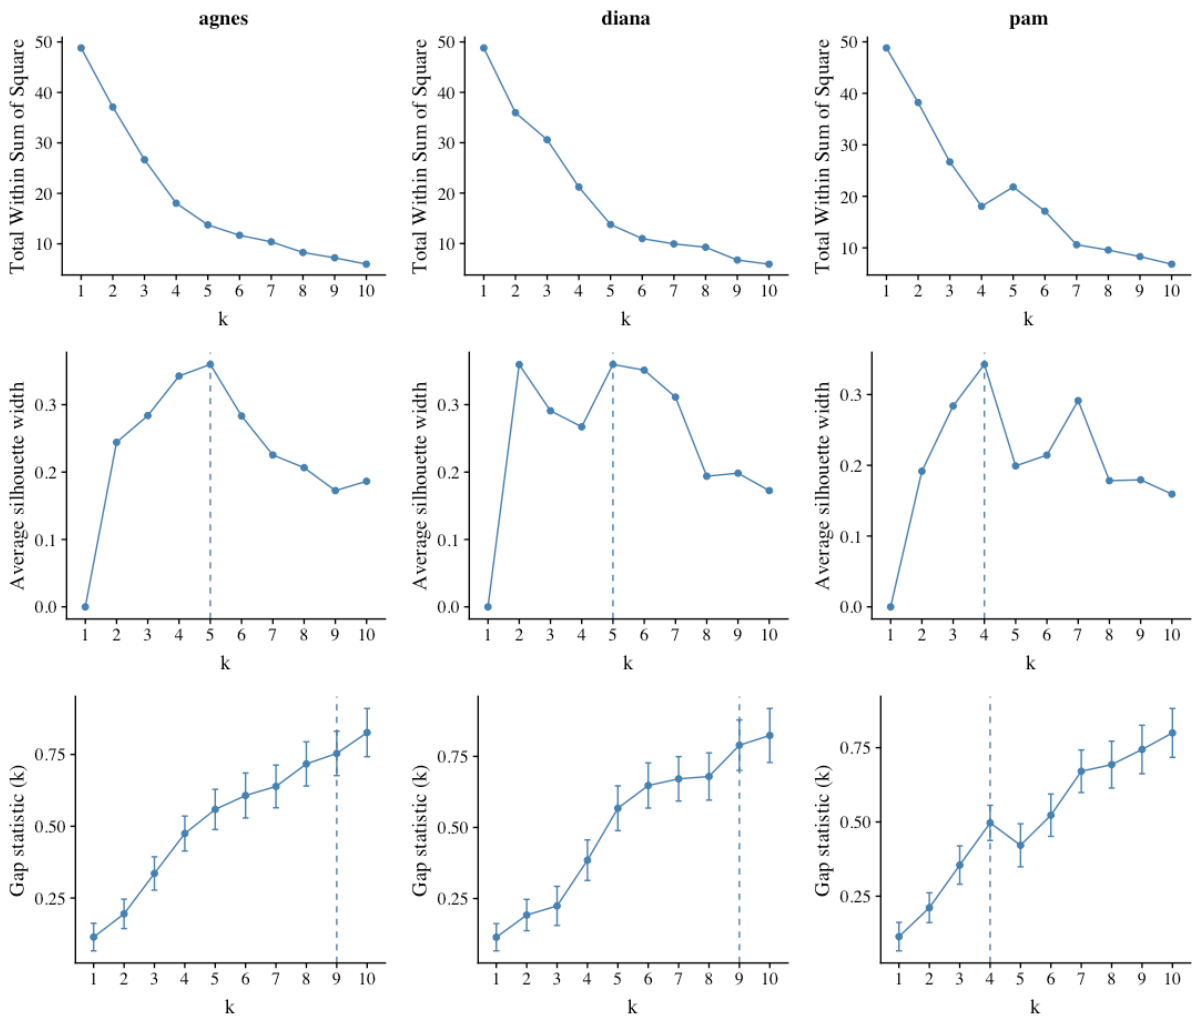 agnes diana pam
Total Within Sum of Square
50
40
30
20
10
1 2 3 4 5 6 7 8 9 10
k
Total Within Sum of Square
50
40
30
20
10
1 2 3 4 5 6 7 8 9 10
k
Total Within Sum of Square
50
40
30
20
10
1 2 3 4 5 6 7 8 9 10
k
Average silhouette width
0.3
0.2
0.1
0.0
1 2 3 4 5 6 7 8 9 10
k
Average silhouette width
0.3
0.2
0.1
0.0
1 2 3 4 5 6 7 8 9 10
k
Average silhouette width
0.3
0.2
0.1
0.0
1 2 3 4 5 6 7 8 9 10
k
Gap statistic (k)
0.75
0.50
0.25
1 2 3 4 5 6 7 8 9 10
k
Gap statistic (k)
0.75
0.50
0.25
1 2 3 4 5 6 7 8 9 10
k
Gap statistic (k)
0.75
0.50
0.25
1 2 3 4 5 6 7 8 9 10
k